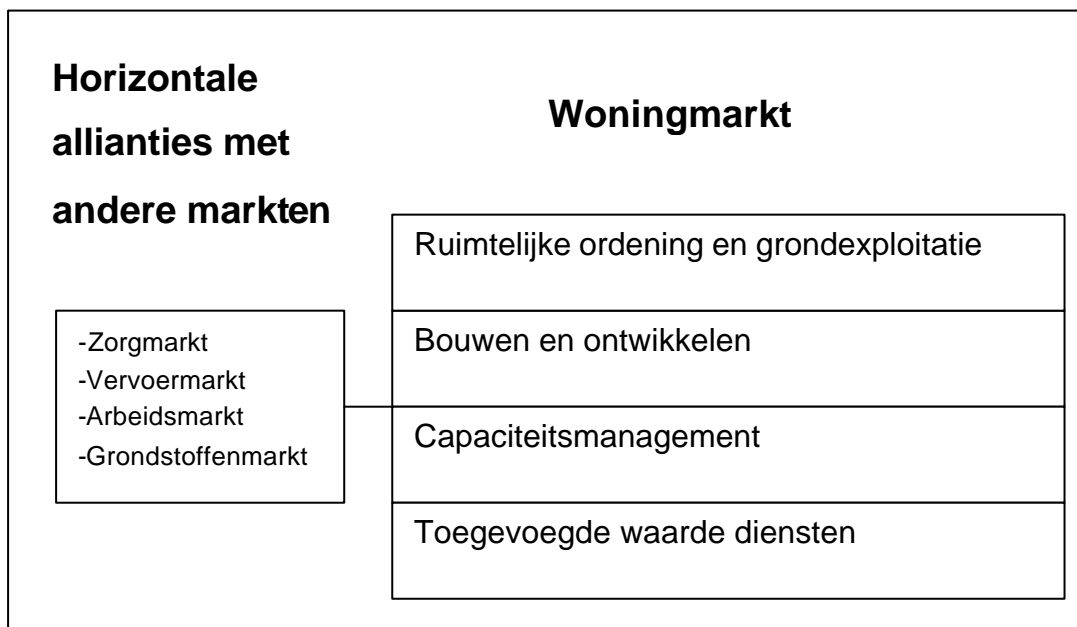 Horizontale
allianties met
andere markten
Woningmarkt
Ruimtelijke ordening en grondexploitatie
Bouwen en ontwikkelen
Capaciteitsmanagement
Toegevoegde waarde diensten
-Zorgmarkt
-Vervoermarkt
-Arbeidsmarkt
-Grondstoffenmarkt